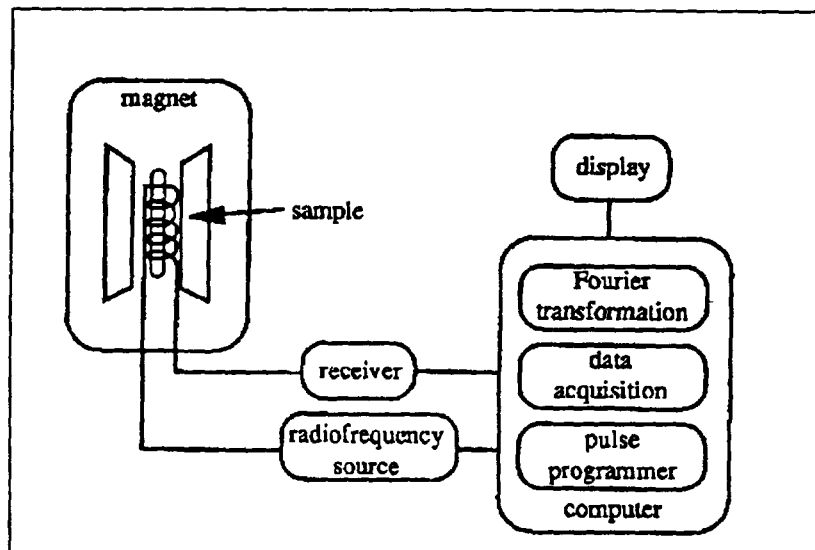 magnet
sample
display
Fourier
transformation
data
acquisition
pulse
programmer
computer
receiver
radiofrequency
source